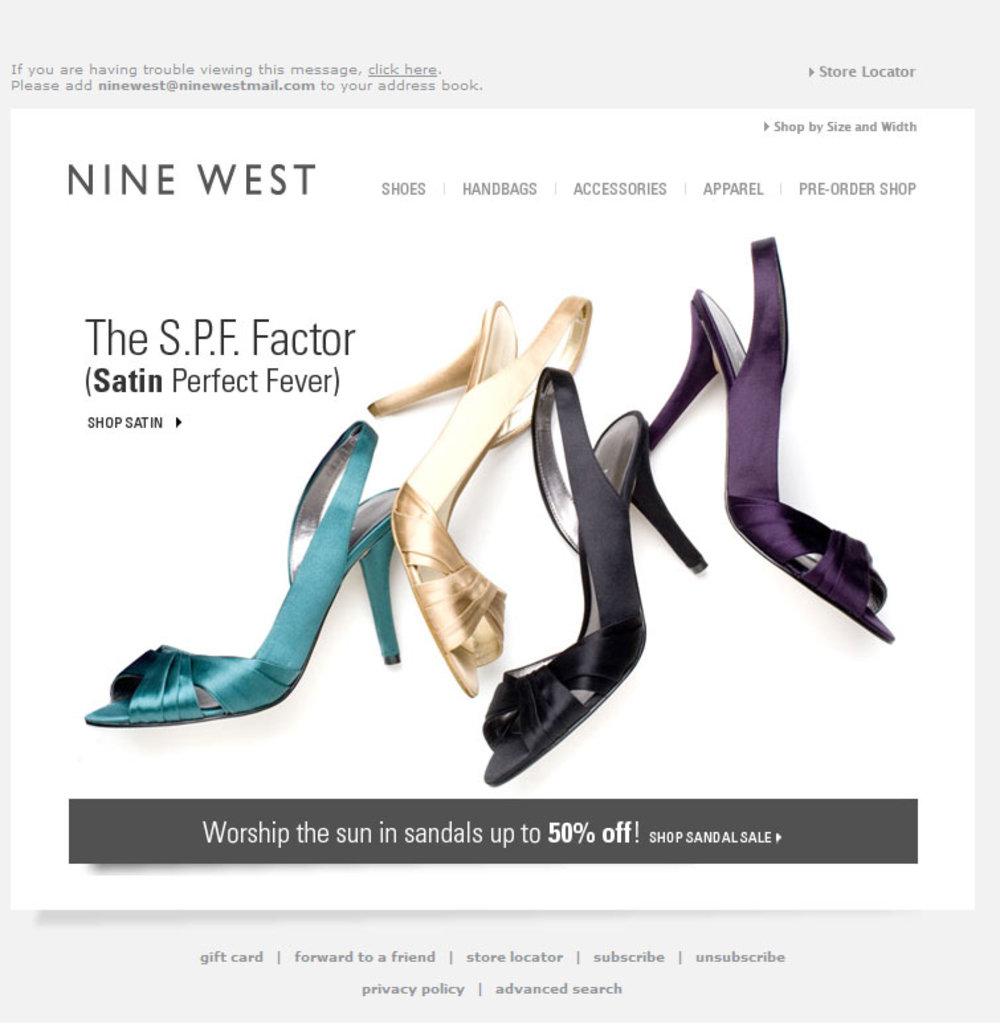 If you are having trouble viewing this message, click here.
Please add ninewest@ninewestmail.com to your address book.
Store Locator
Shop by Size and Width
NINE WEST
SHOES | HANDBAGS | ACCESSORIES | APPAREL | PRE-ORDER SHOP
The S.P.F. Factor
(Satin Perfect Fever)
SHOP SATIN
Worship the sun in sandals up to 50% off! SHOP SANDAL SALE
gift card | forward to a friend | store locator | subscribe | unsubscribe
privacy policy | advanced search